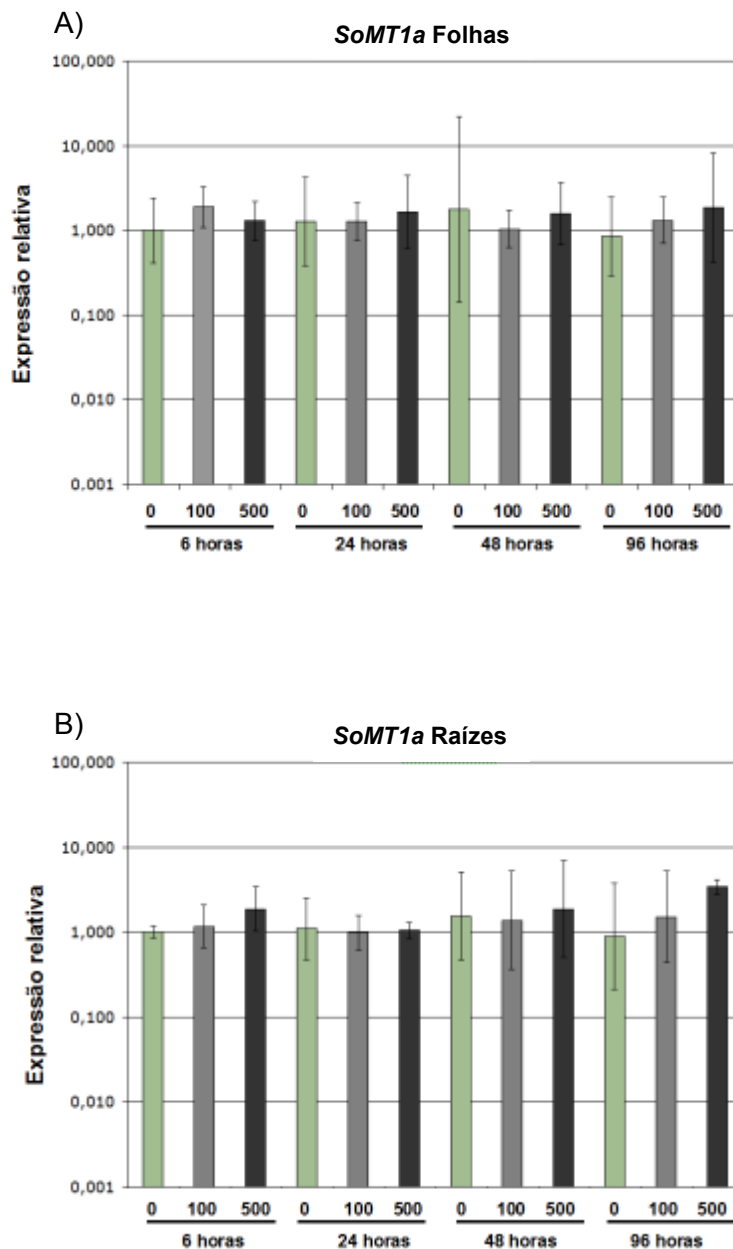 A)
SoMT1a Folhas
Expressão relativa
100,000
10,000
1,000
0,100
0,010
0,001
0 100 500 0 100 500 0 100 500 0 100 500
6 horas 24 horas 48 horas 96 horas
B)
SoMT1a Raízes
Expressão relativa
100,000
10,000
1,000
0,100
0,010
0,001
0 100 500 0 100 500 0 100 500 0 100 500
6 horas 24 horas 48 horas 96 horas